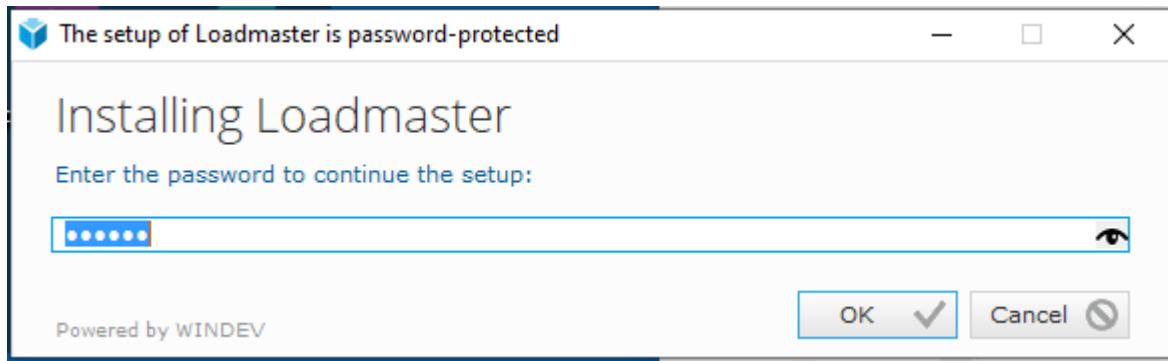 The setup of Loadmaster is password-protected
Installing Loadmaster
Enter the password to continue the setup:
••••••
OK Cancel
Powered by WINDEV